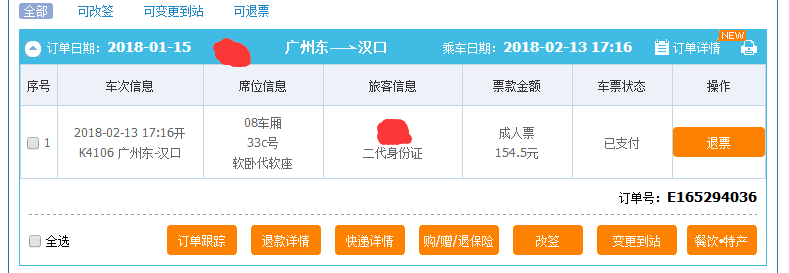 全部 可改签 可变更到站 可退票
订单日期：2018-01-15 广州东—→汉口 乘车日期：2018-02-13 17:16 订单详情 NEW
序号 车次信息 席位信息 旅客信息 票款金额 车票状态 操作
1 2018-02-13 17:16开
K4106 广州东-汉口
08车厢
33c号
软卧代软座
二代身份证
成人票
154.5元
已支付
退票
订单号：E165294036
全选 订单跟踪 退款详情 快递详情 购/赠/退保险 改签 变更到站 餐饮•特产